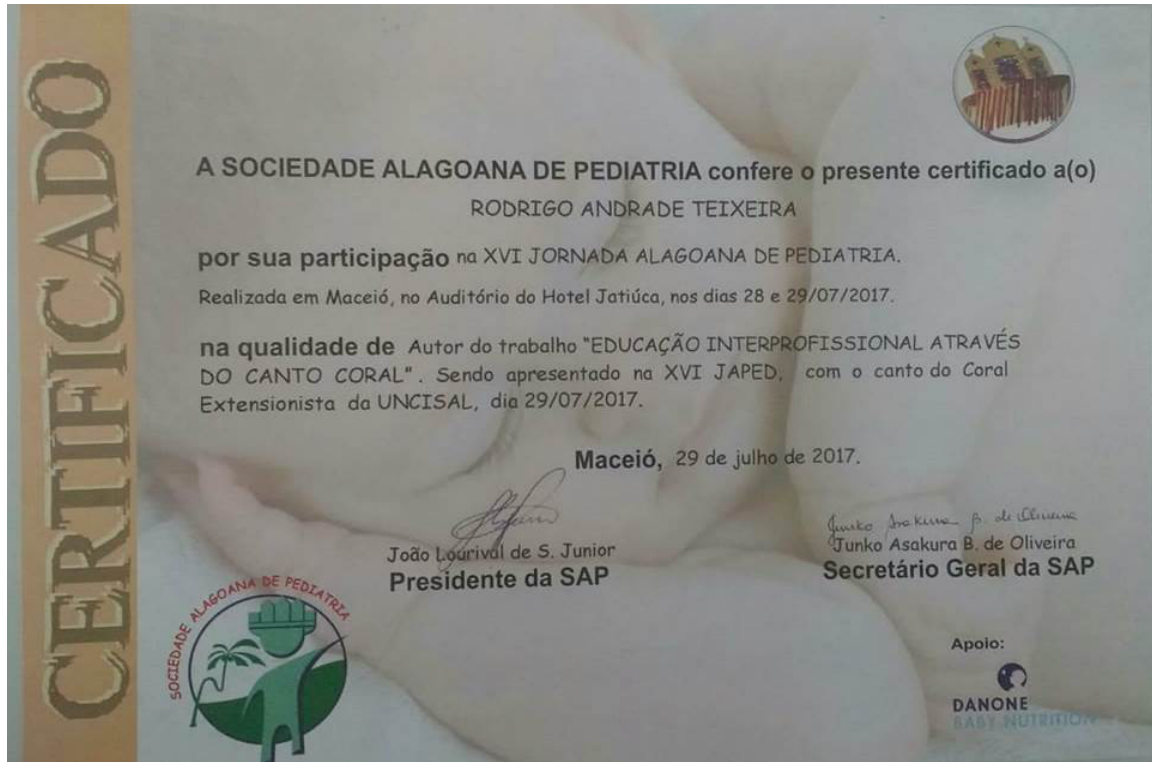 CERTIFICADO
A SOCIEDADE ALAGOANA DE PEDIATRIA confere o presente certificado a(o)
RODRIGO ANDRADE TEIXEIRA
por sua participação na XVI JORNADA ALAGOANA DE PEDIATRIA.
Realizada em Maceió, no Auditório do Hotel Jatiúca, nos dias 28 e 29/07/2017.
na qualidade de Autor do trabalho "EDUCAÇÃO INTERPROFISSIONAL ATRAVÉS
DO CANTO CORAL". Sendo apresentado na XVI JAPED, com o canto do Coral
Extensionista da UNCISAL, dia 29/07/2017.
Maceió, 29 de julho de 2017.
João Lourival de S. Junior
Presidente da SAP
Junko Asakura B. de Oliveira
Junko Asakura B. de Oliveira
Secretário Geral da SAP
SOCIEDADE ALAGOANA DE PEDIATRIA
Apoio:
DANONE
BABY NUTRITION